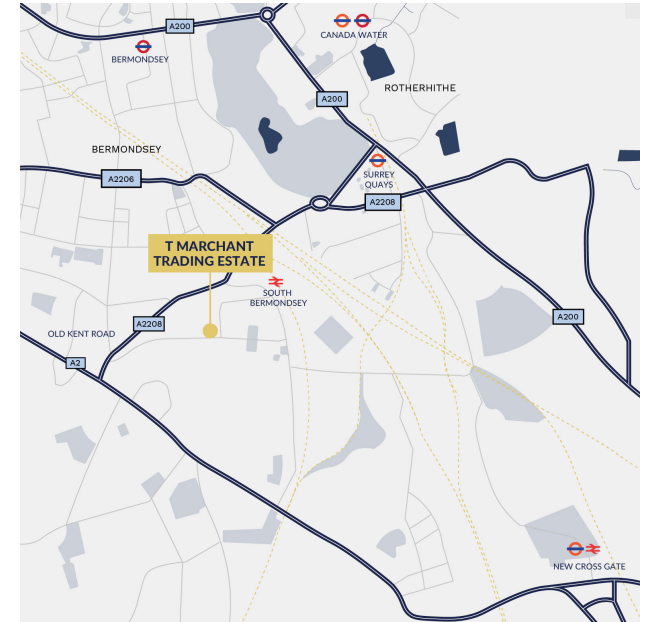 A200
CANADA WATER
BERMONDSEY
ROTHERHITHE
A200
BERMONDSEY
SURREY
QUAYS
A2206
A2208
T MARCHANT
TRADING ESTATE
SOUTH
BERMONDSEY
A200
A2208
OLD KENT ROAD
A2
NEW CROSS GATE